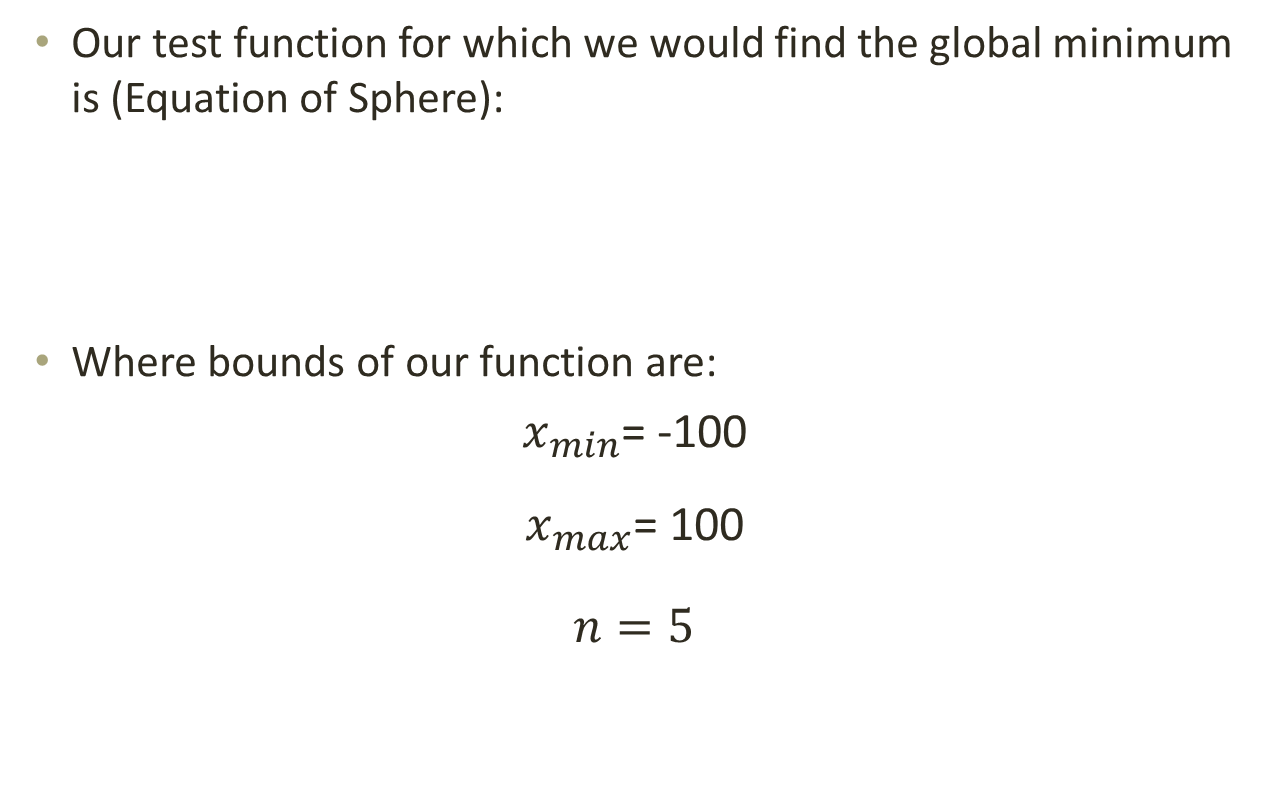 • Our test function for which we would find the global minimum
is (Equation of Sphere):
• Where bounds of our function are:
𝑥𝑚𝑖𝑛= -100
𝑥𝑚𝑎𝑥= 100
𝑛 = 5